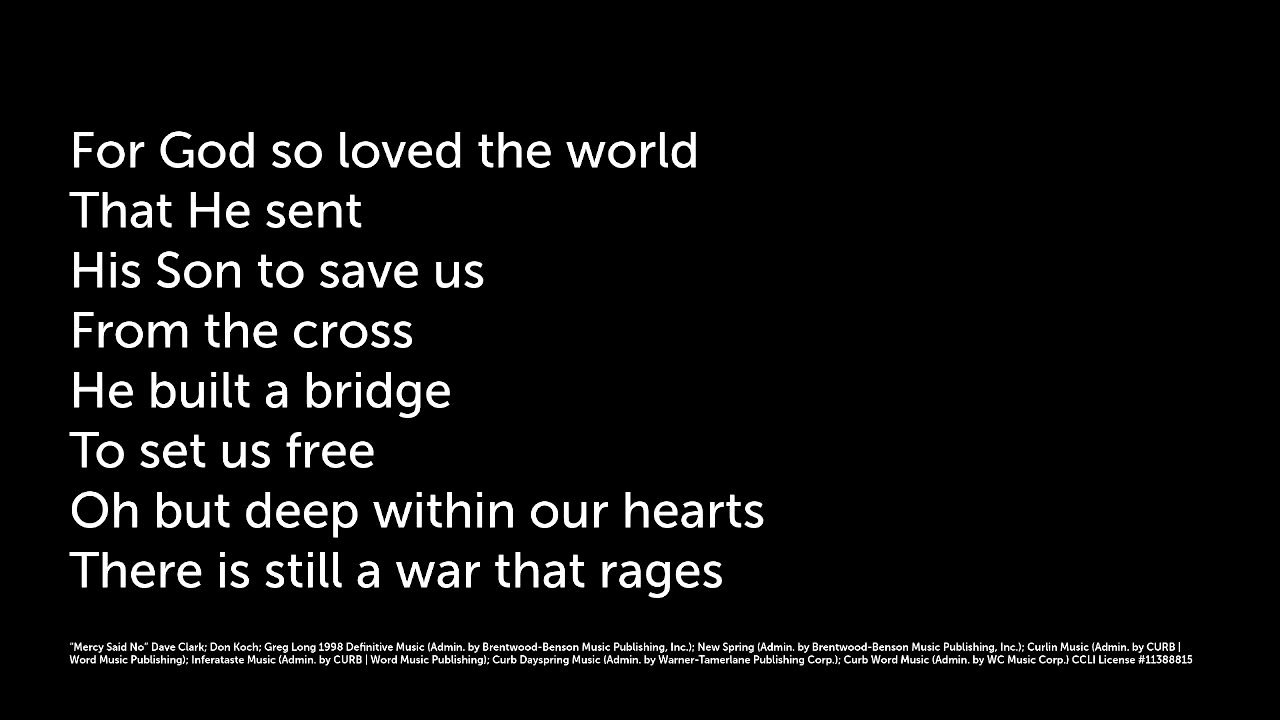 For God so loved the world
That He sent
His Son to save us
From the cross
He built a bridge
To set us free
Oh but deep within our hearts
There is still a war that rages
"Mercy Said No" Dave Clark; Don Koch; Greg Long 1998 Definitive Music (Admin. by Brentwood-Benson Music Publishing, Inc.); New Spring (Admin. by Brentwood-Benson Music Publishing, Inc.); Curlin Music (Admin. by CURB |
Word Music Publishing); Inferataste Music (Admin. by CURB | Word Music Publishing); Curb Dayspring Music (Admin. by Warner-Tamerlane Publishing Corp.); Curb Word Music (Admin. by WC Music Corp.) CCLI License #11388815